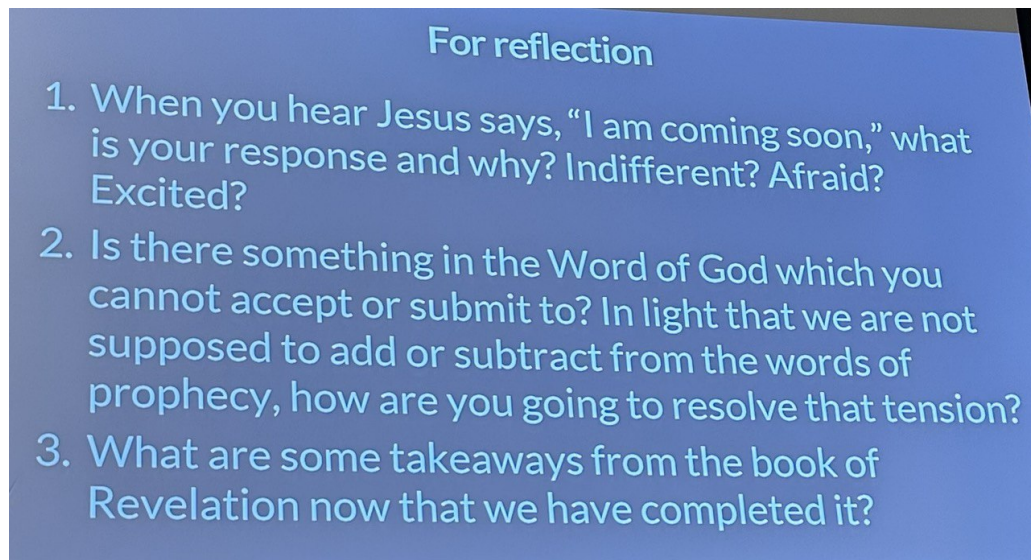 For reflection
1. When you hear Jesus says, “I am coming soon,” what
is your response and why? Indifferent? Afraid?
Excited?
2. Is there something in the Word of God which you
cannot accept or submit to? In light that we are not
supposed to add or subtract from the words of
prophecy, how are you going to resolve that tension?
3. What are some takeaways from the book of
Revelation now that we have completed it?